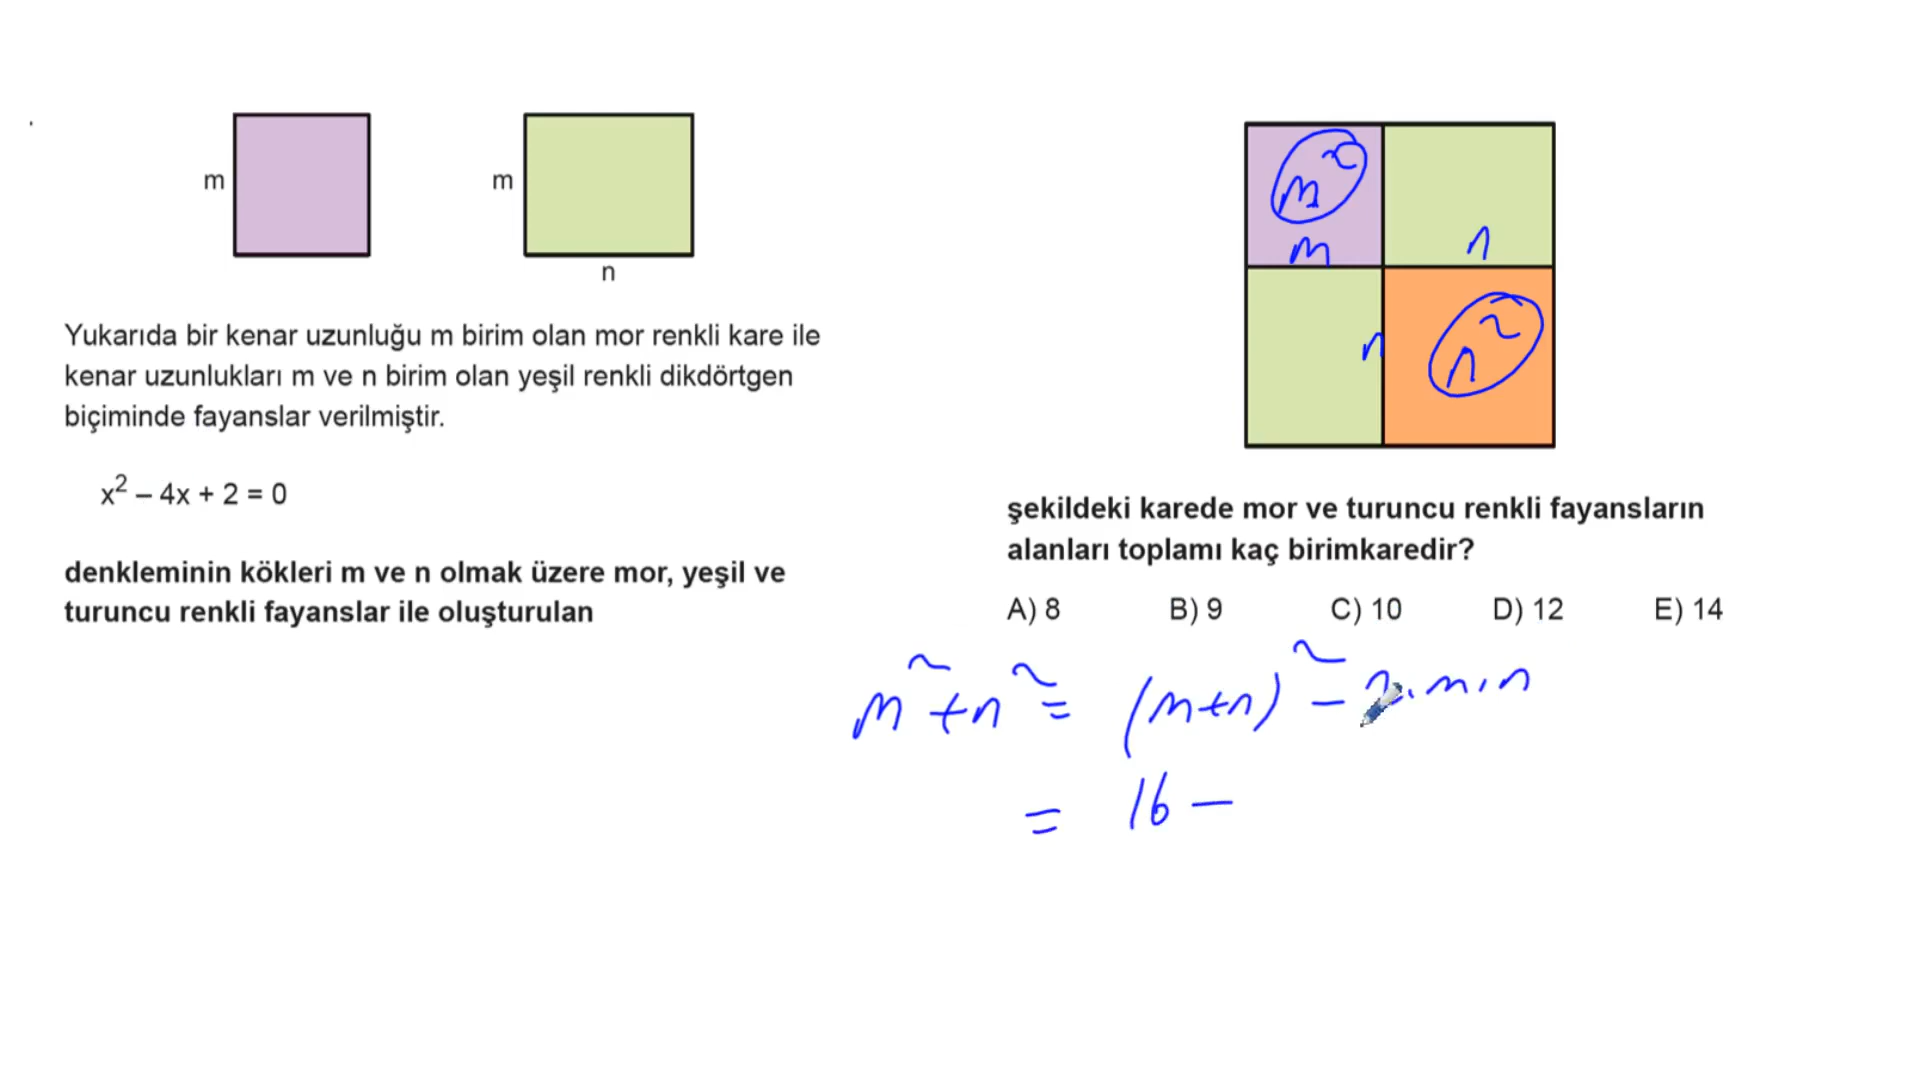 m
m
n
Yukarıda bir kenar uzunluğu m birim olan mor renkli kare ile
kenar uzunlukları m ve n birim olan yeşil renkli dikdörtgen
biçiminde fayanslar verilmiştir.
x² – 4x + 2 = 0
denkleminin kökleri m ve n olmak üzere mor, yeşil ve
turuncu renkli fayanslar ile oluşturulan
m²
m
n
n
n²
şekildeki karede mor ve turuncu renkli fayansların
alanları toplamı kaç birimkaredir?
A) 8 B) 9 C) 10 D) 12 E) 14
m² + n² = (m+n)² – 2.m.n
= 16 –